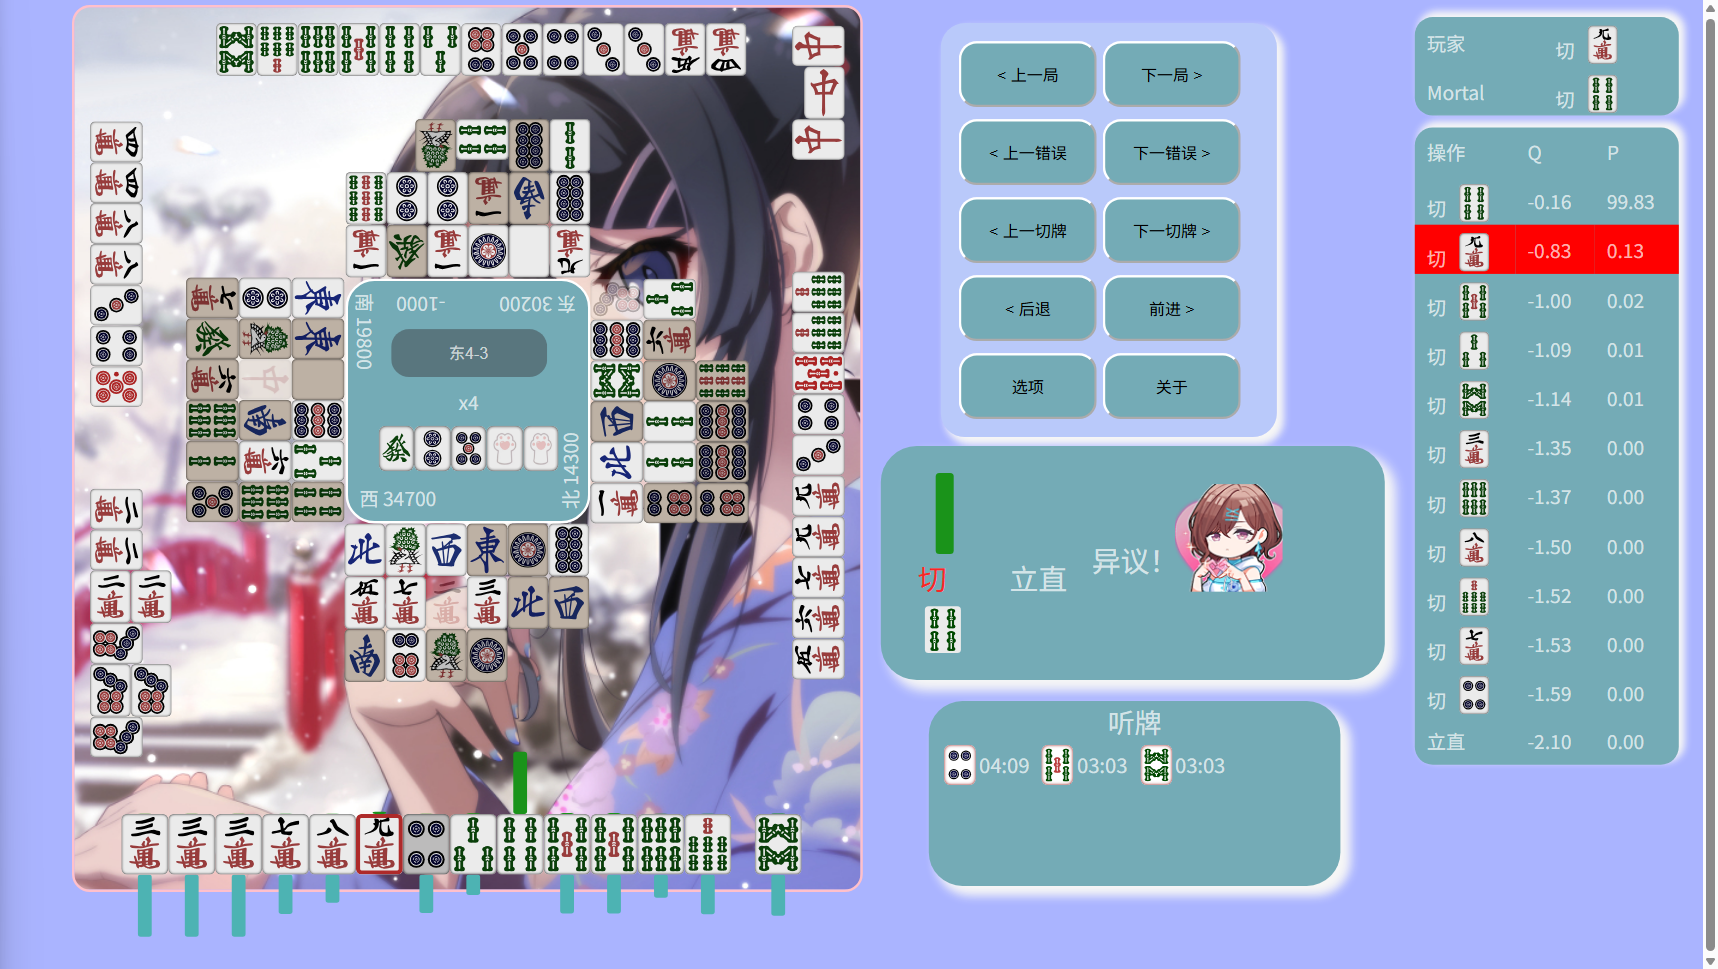 南 -1000 东 30200
19800
东4-3
x4
西 34700
北 14300
< 上一局
下一局 >
< 上一错误
下一错误 >
< 上一切牌
下一切牌 >
< 后退
前进 >
选项
关于
切
立直
异议!
听牌
04:09
03:03
03:03
玩家 切
Mortal 切
操作 Q P
切 -0.16 99.83
切 -0.83 0.13
切 -1.00 0.02
切 -1.09 0.01
切 -1.14 0.01
切 -1.35 0.00
切 -1.37 0.00
切 -1.50 0.00
切 -1.52 0.00
切 -1.53 0.00
切 -1.59 0.00
立直 -2.10 0.00